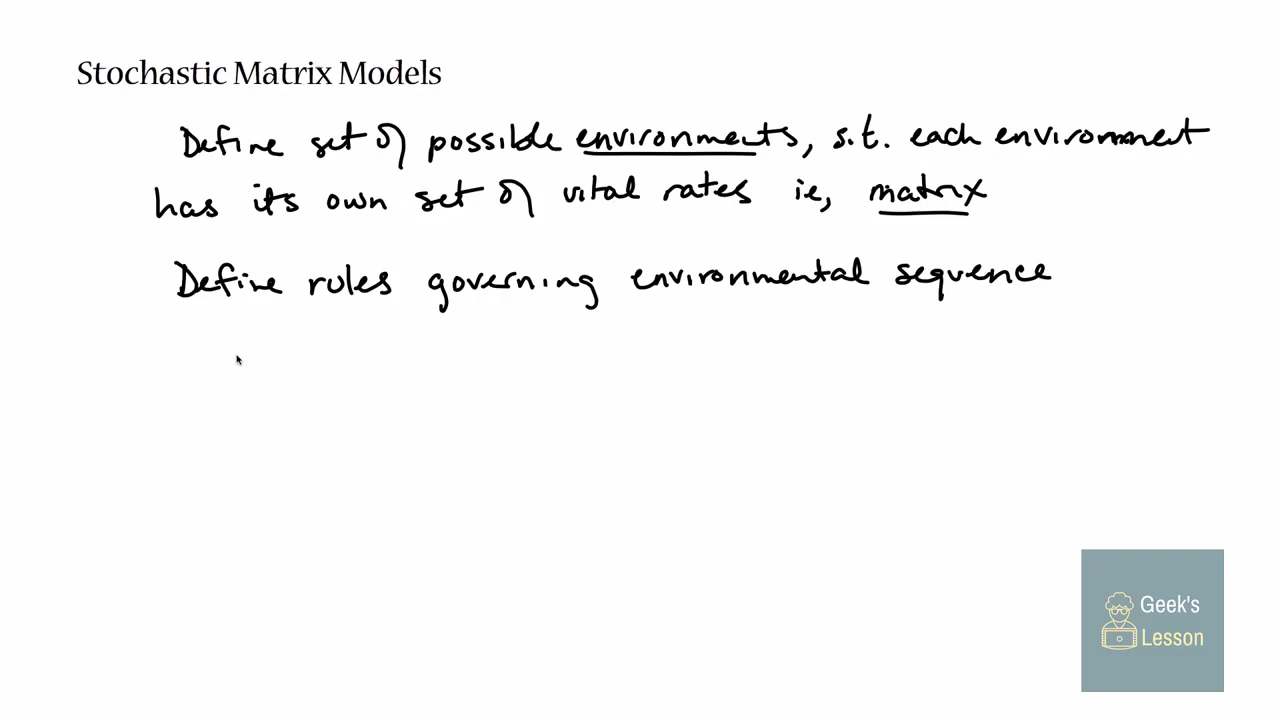 Stochastic Matrix Models
Define set of possible environments, s.t. each environment
has its own set of vital rates ie, matrix
Define rules governing environmental sequence
Geek's
Lesson